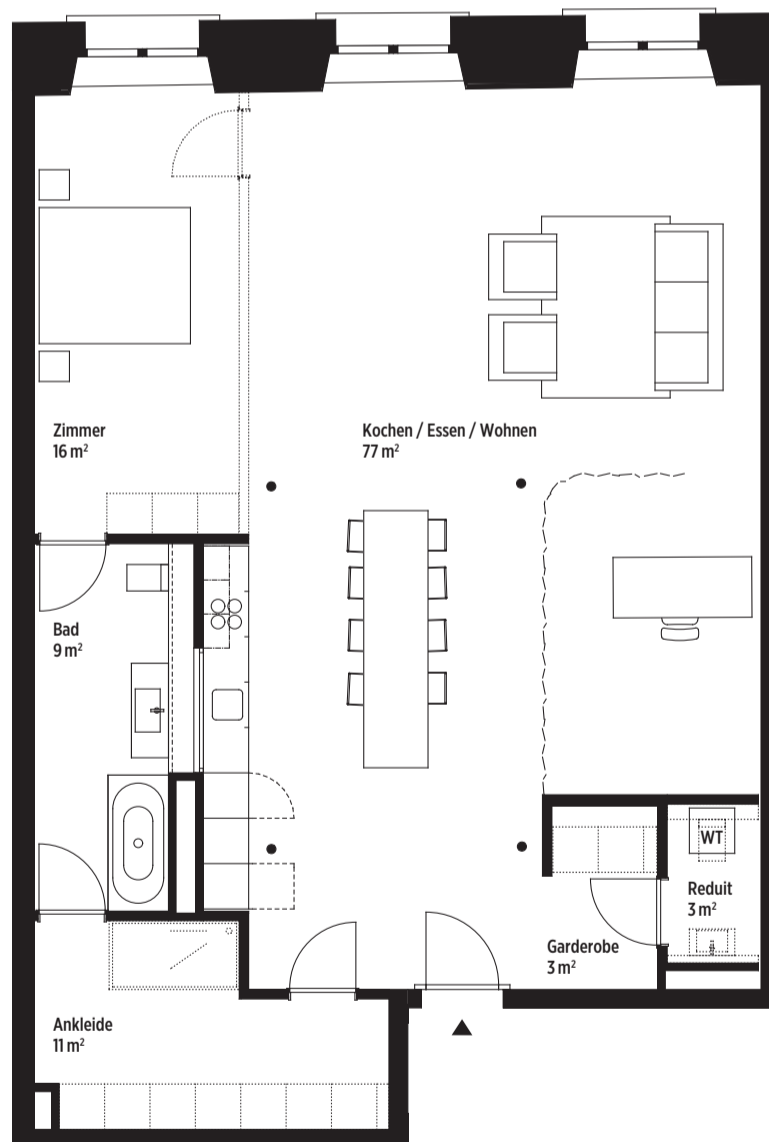 Zimmer
16 m²
Kochen / Essen / Wohnen
77 m²
Bad
9 m²
WT
Reduit
3 m²
Garderobe
3 m²
Ankleide
11 m²